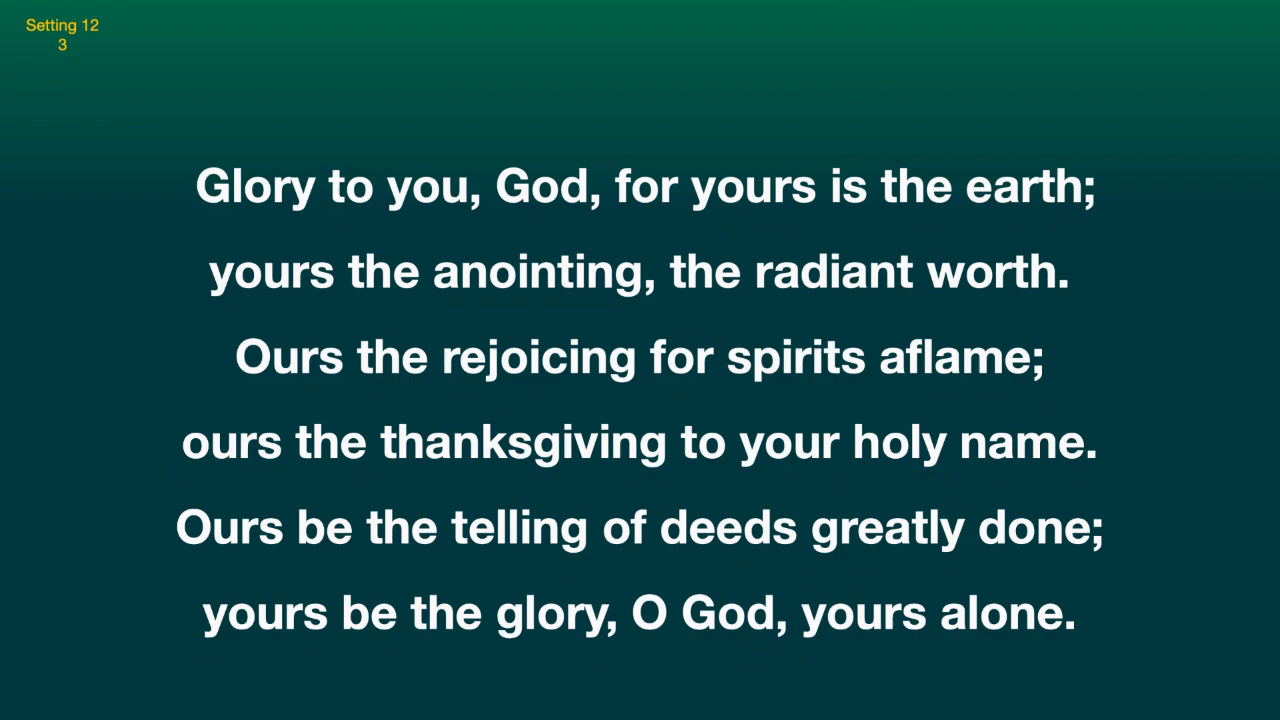 Setting 12
3
Glory to you, God, for yours is the earth;
yours the anointing, the radiant worth.
Ours the rejoicing for spirits aflame;
ours the thanksgiving to your holy name.
Ours be the telling of deeds greatly done;
yours be the glory, O God, yours alone.